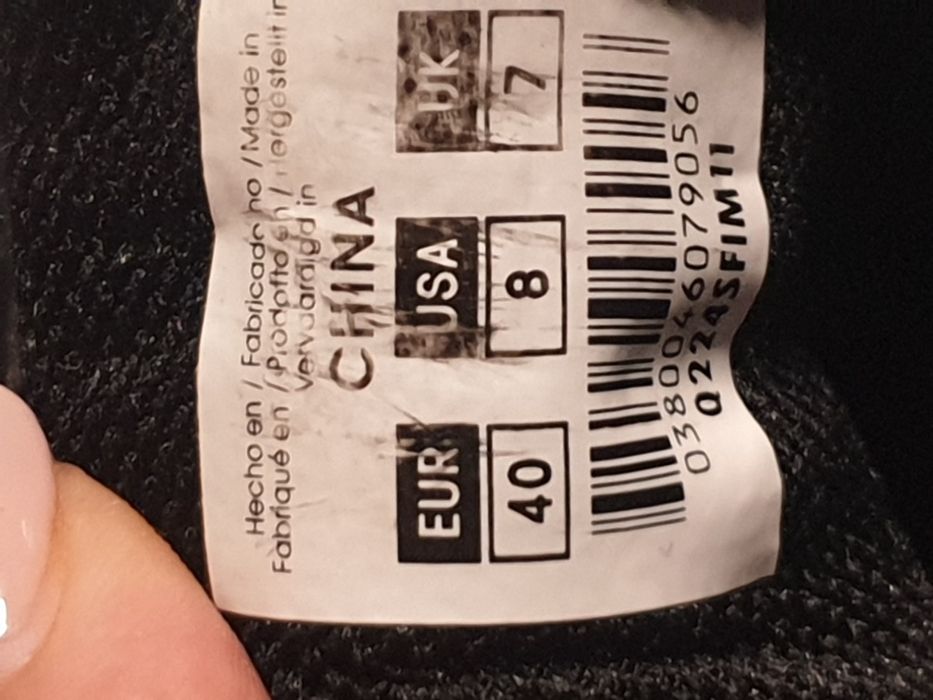 Hecho en / Fabricado no / Made in
Fabriqué en / Prodotto in / Hergestellt in
Vervaardigd in
CHINA
EUR USA UK
40 8 7
0380046079056
Q224SFIM11